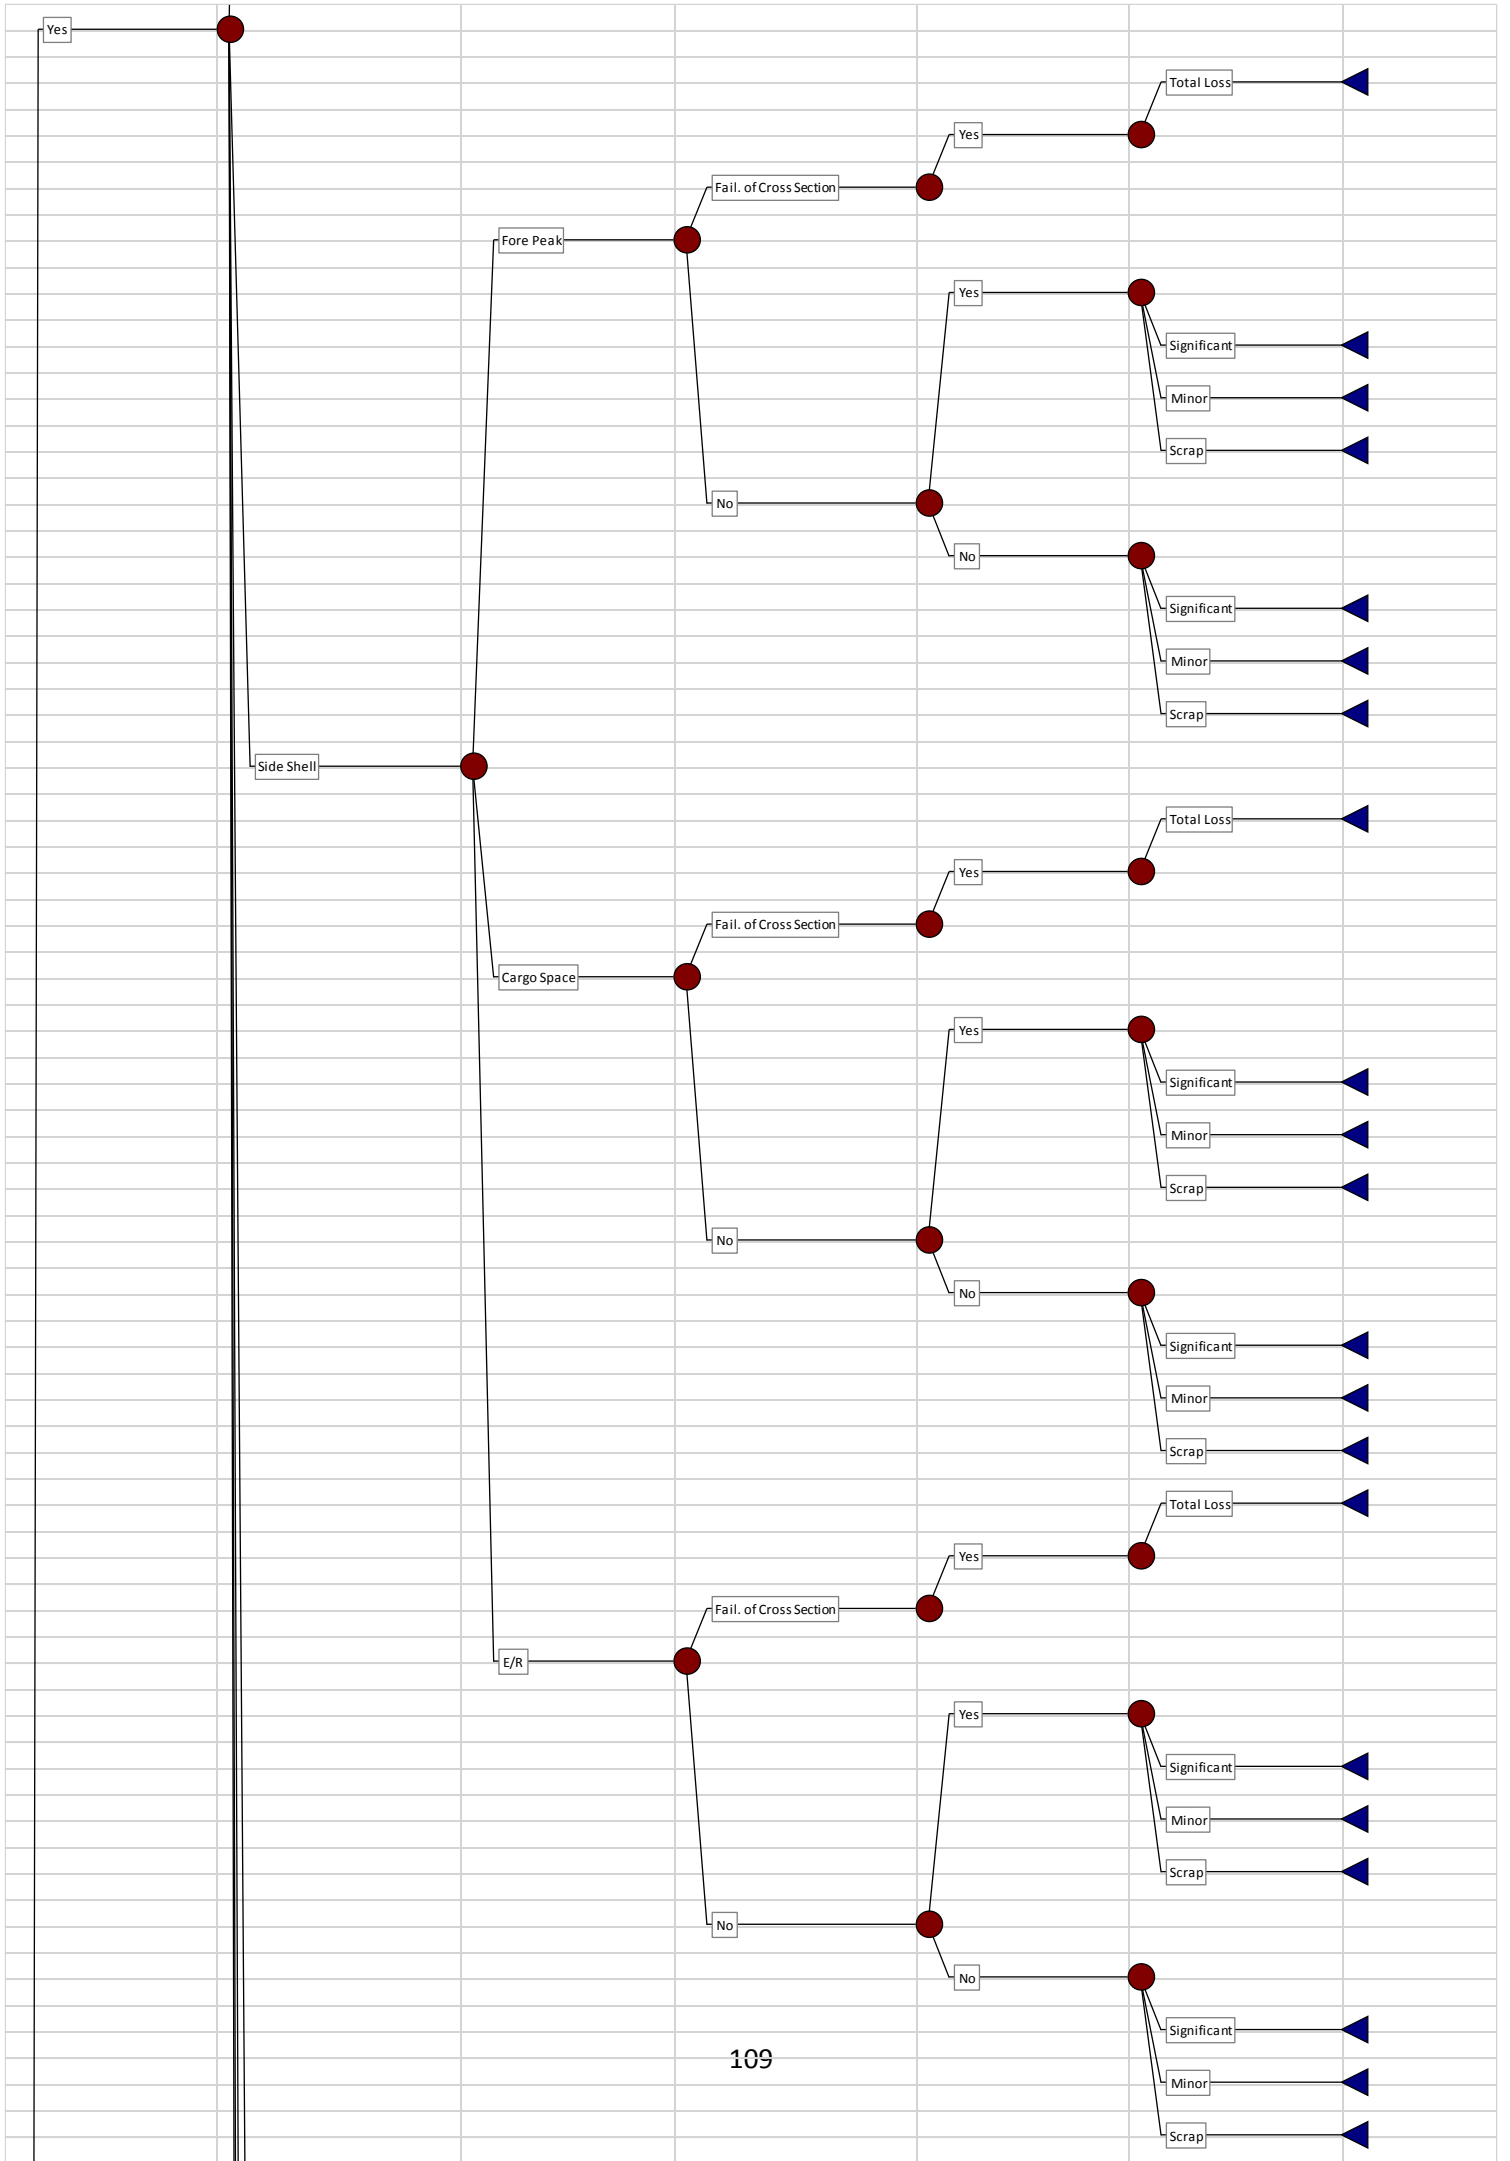 Yes
Total Loss
Yes
Fail. of Cross Section
Fore Peak
Yes
Significant
Minor
Scrap
No
No
Significant
Minor
Scrap
Side Shell
Total Loss
Yes
Fail. of Cross Section
Cargo Space
Yes
Significant
Minor
Scrap
No
No
Significant
Minor
Scrap
Total Loss
Yes
Fail. of Cross Section
E/R
Yes
Significant
Minor
Scrap
No
No
Significant
109
Minor
Scrap